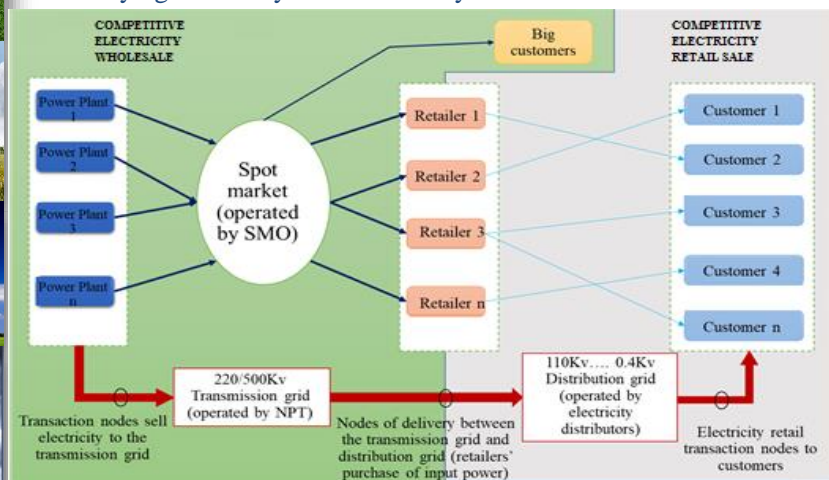 COMPETITIVE
ELECTRICITY
WHOLESALE
Big
customers
COMPETITIVE
ELECTRICITY
RETAIL SALE
Power Plant
1
Power Plant
2
Power Plant
3
Power Plant
n
Spot
market
(operated
by SMO)
Retailer 1
Retailer 2
Retailer 3
Retailer n
Customer 1
Customer 2
Customer 3
Customer 4
Customer n
220/500Kv
Transmission grid
(operated by NPT)
110Kv.... 0.4Kv
Distribution grid
(operated by
electricity
distributors)
Transaction nodes sell
electricity to the
transmission grid
Nodes of delivery between
the transmission grid and
distribution grid (retailers'
purchase of input power)
Electricity retail
transaction nodes to
customers